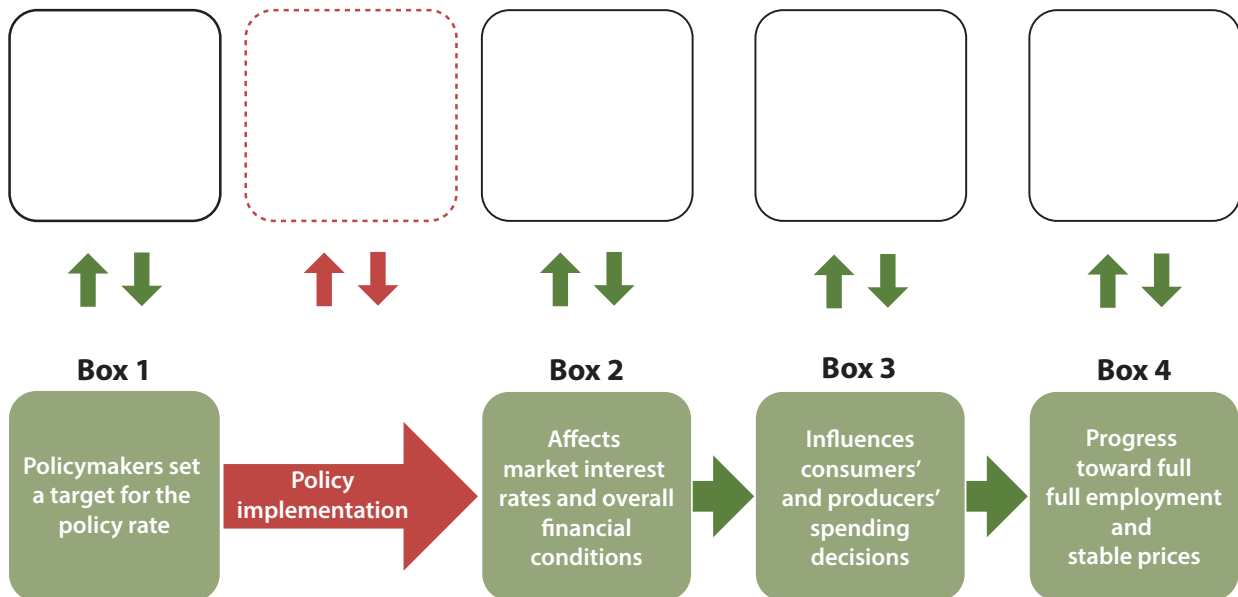 Box 1
Policymakers set
a target for the
policy rate
Policy
implementation
Box 2
Affects
market interest
rates and overall
financial
conditions
Box 3
Influences
consumers’
and producers’
spending
decisions
Box 4
Progress
toward full
full employment
and
stable prices